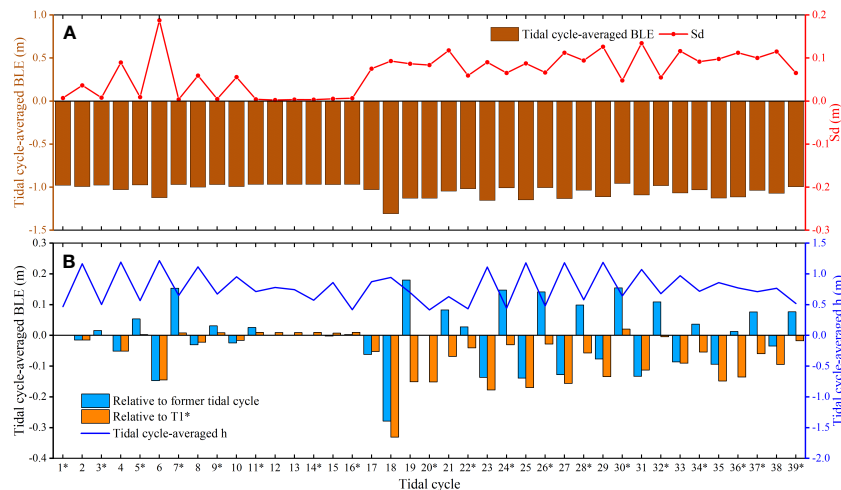 A
Tidal cycle-averaged BLE
Sd
Tidal cycle-averaged BLE (m)
1.0
0.5
0.0
-0.5
-1.0
-1.5
0.2
0.1
0.0
-0.1
-0.2
-0.3
Sd (m)
B
Tidal cycle-averaged BLE (m)
0.3
0.2
0.1
0.0
-0.1
-0.2
-0.3
-0.4
1.5
1.0
0.5
0.0
-0.5
-1.0
-1.5
-2.0
Tidal cycle-averaged h (m)
Relative to former tidal cycle
Relative to T1*
Tidal cycle-averaged h
1* 2 3* 4 5* 6 7* 8 9* 10 11* 12 13 14* 15 16* 17 18 19 20* 21 22* 23 24* 25 26* 27 28* 29 30* 31 32* 33 34* 35 36* 37* 38 39*
Tidal cycle